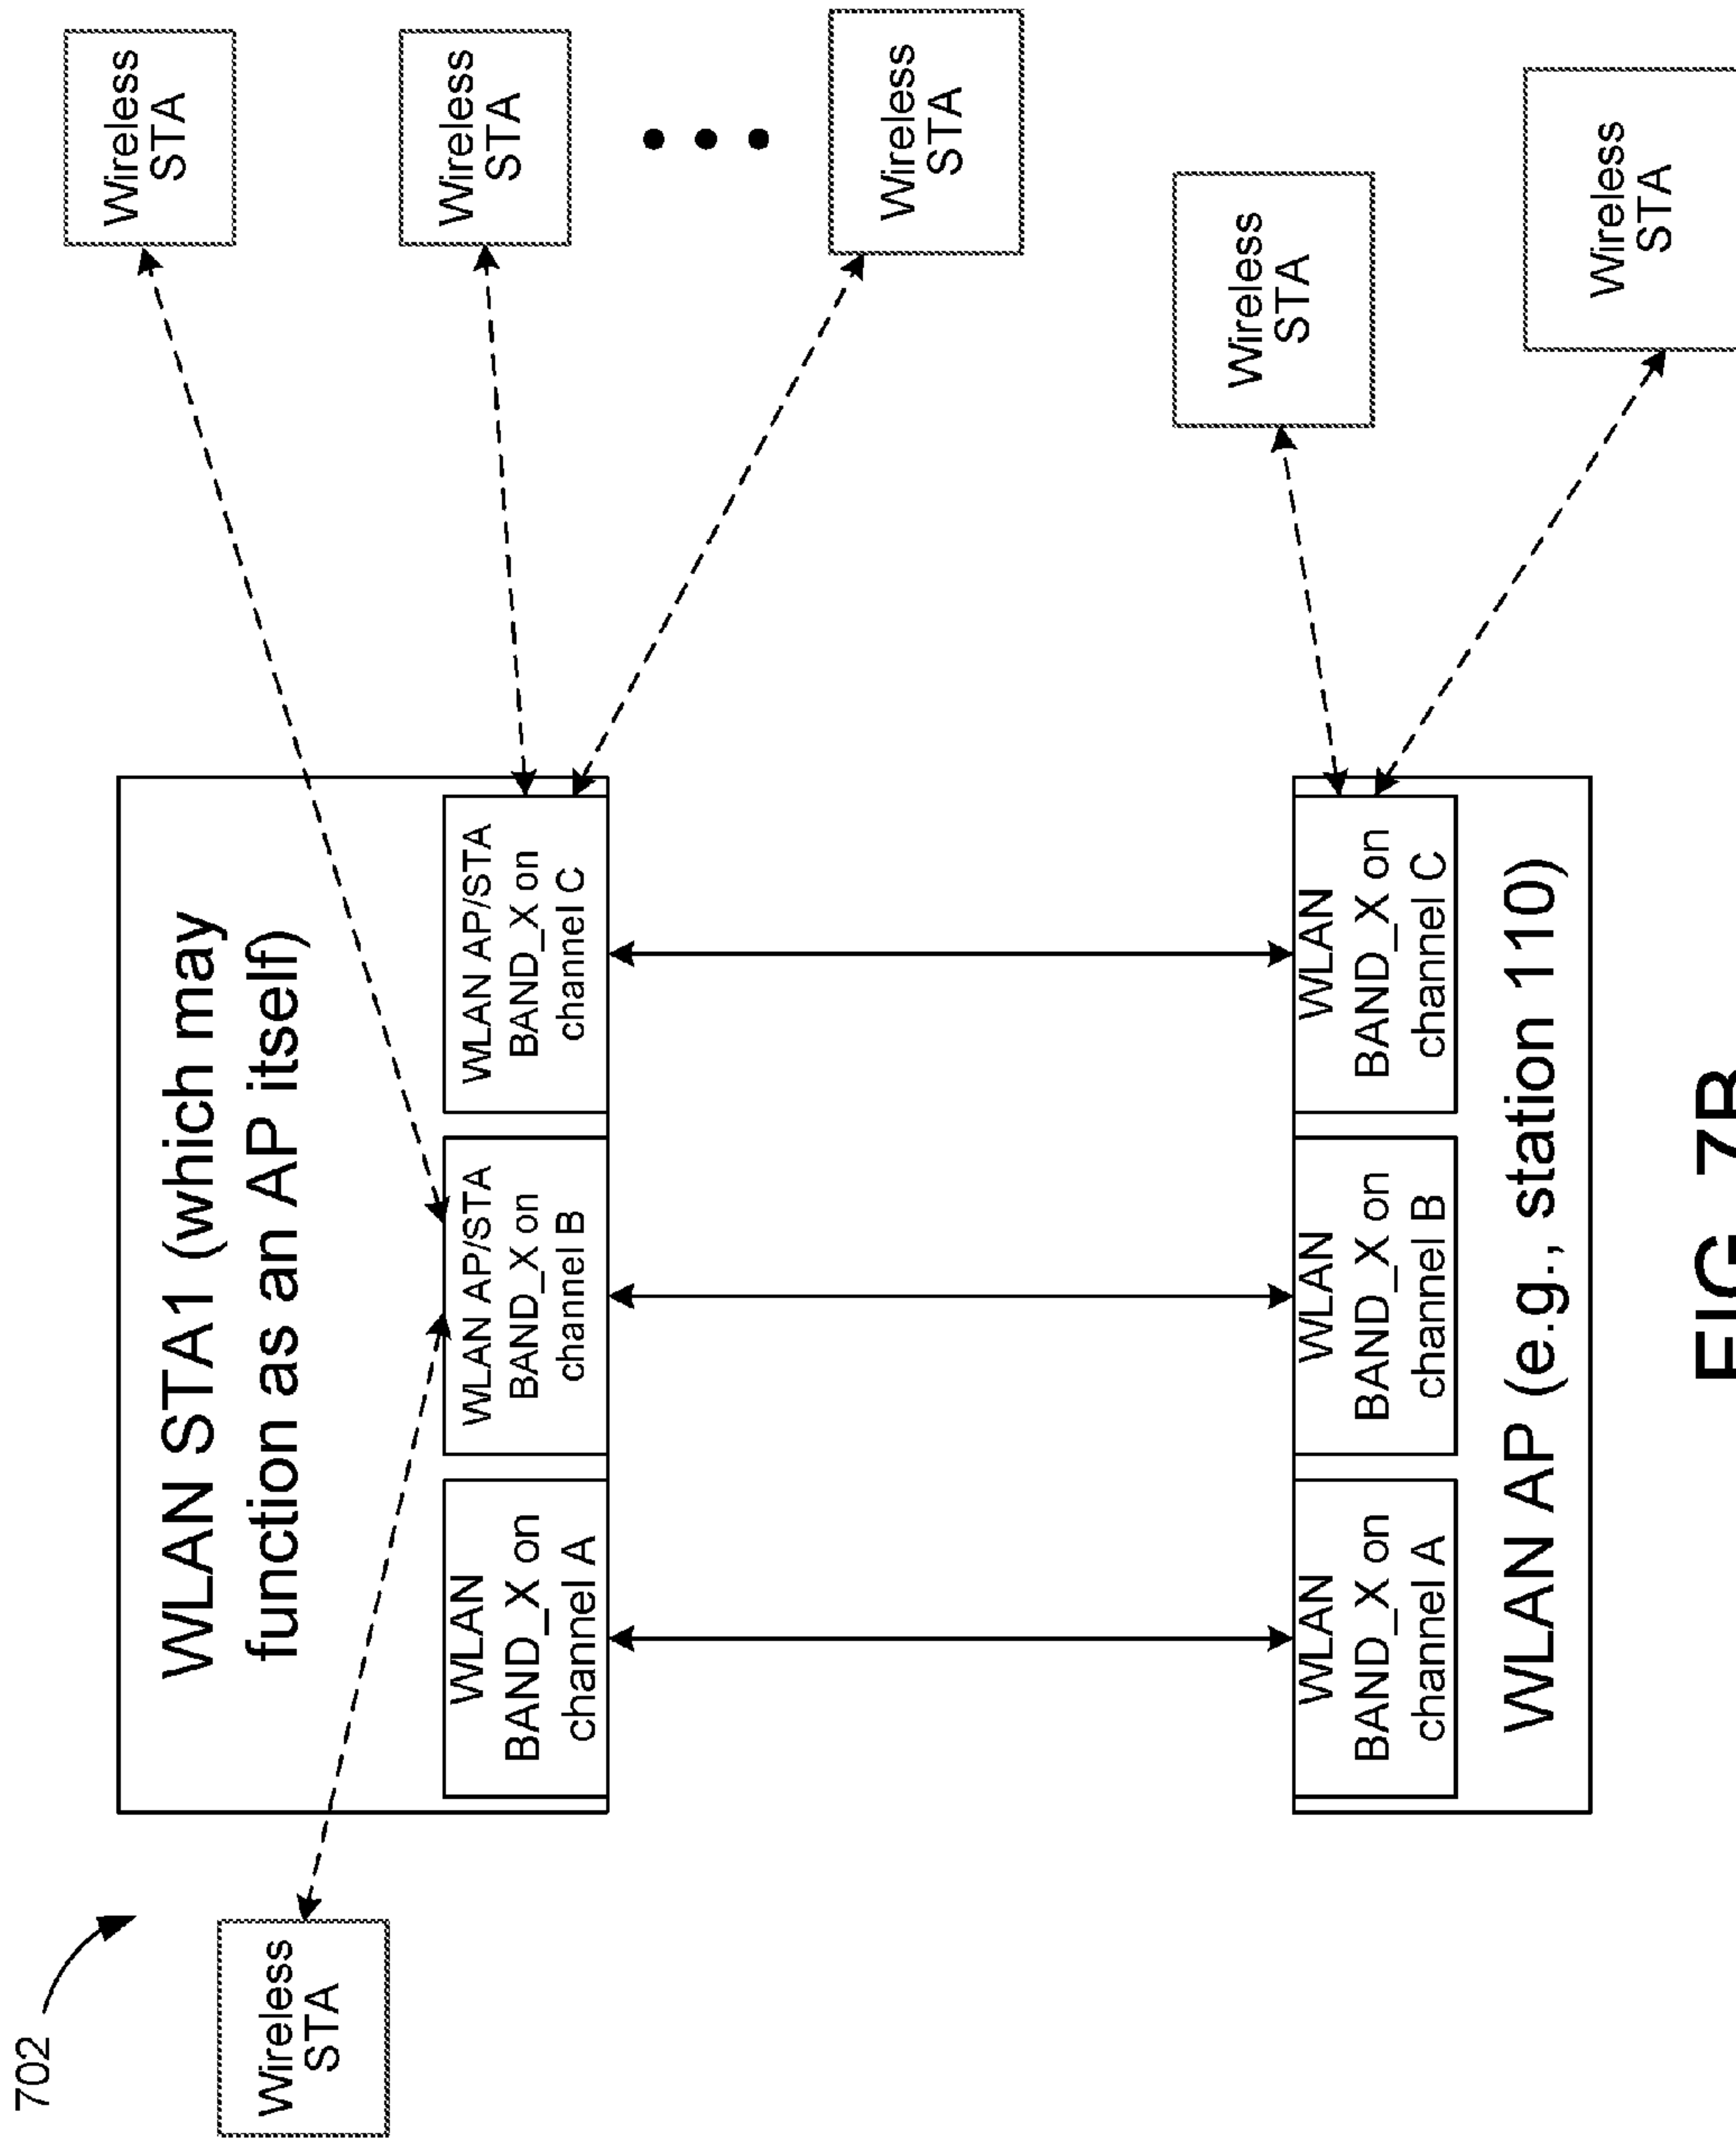 702
Wireless
STA
WLAN STA1 (which may
function as an AP itself)
Wireless
STA
Wireless
STA
WLAN
BAND_X on
channel A
WLAN AP/STA
BAND_X on
channel B
WLAN AP/STA
BAND_X on
channel C
Wireless
STA
Wireless
STA
WLAN
BAND_X on
channel A
WLAN
BAND_X on
channel B
WLAN
BAND_X on
channel C
WLAN AP (e.g., station 110)
Wireless
STA
FIG. 7B